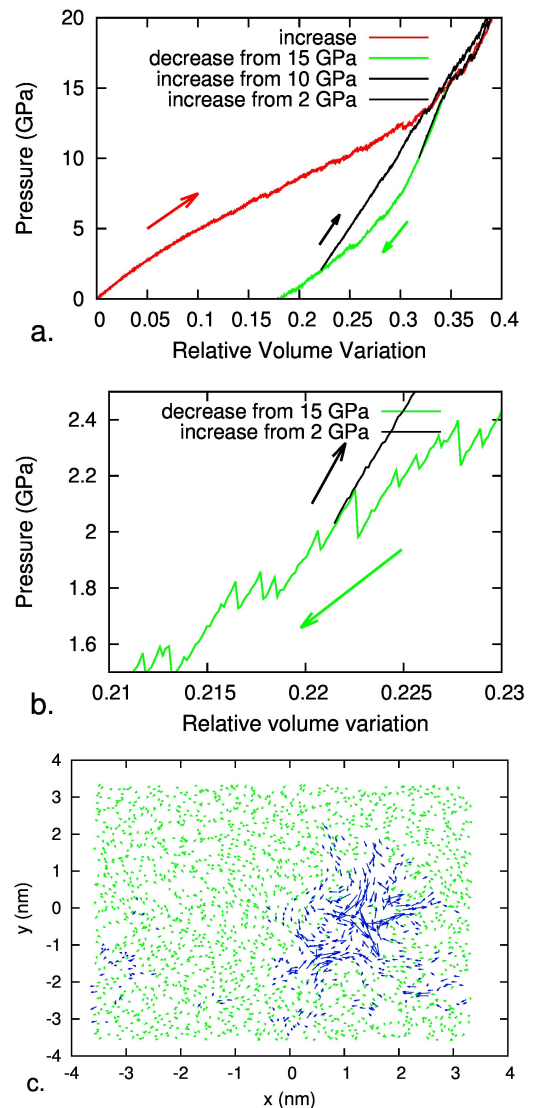 increase
decrease from 15 GPa
increase from 10 GPa
increase from 2 GPa
20
15
10
5
0
Pressure (GPa)
0 0.05 0.1 0.15 0.2 0.25 0.3 0.35 0.4
Relative Volume Variation
a.
decrease from 15 GPa
increase from 2 GPa
2.4
2.2
2
1.8
1.6
Pressure (GPa)
0.21 0.215 0.22 0.225 0.23
Relative volume variation
b.
4
3
2
1
0
-1
-2
-3
-4
y (nm)
-4 -3 -2 -1 0 1 2 3 4
x (nm)
c.